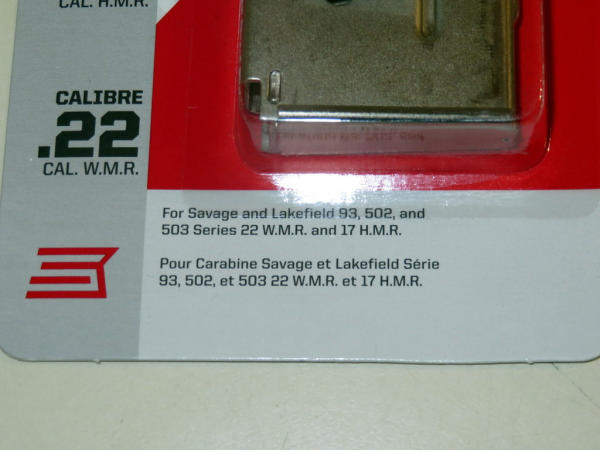 CAL. H.M.R.
CALIBRE
.22
CAL. W.M.R.
For Savage and Lakefield 93, 502, and
503 Series 22 W.M.R. and 17 H.M.R.
Pour Carabine Savage et Lakefield Série
93, 502, et 503 22 W.M.R. et 17 H.M.R.